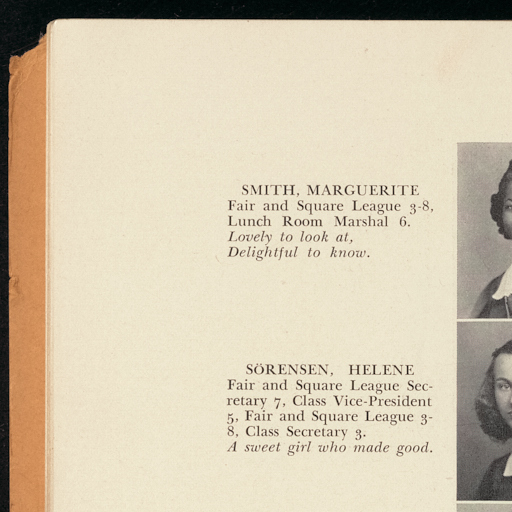 SMITH, MARGUERITE
Fair and Square League 3-8,
Lunch Room Marshal 6.
Lovely to look at,
Delightful to know.
SÖRENSEN, HELENE
Fair and Square League Sec-
retary 7, Class Vice-President
5, Fair and Square League 3-
8, Class Secretary 3.
A sweet girl who made good.